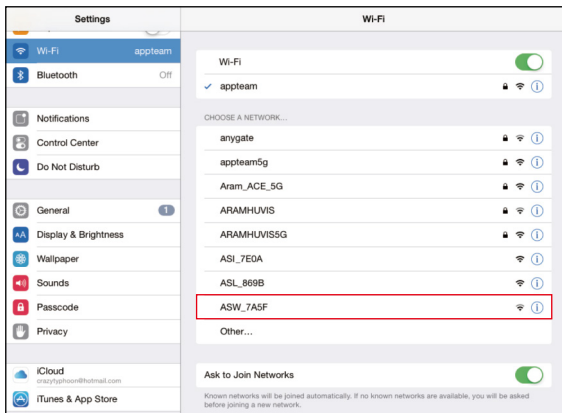 Settings
Wi-Fi
Wi-Fi appteam
Bluetooth Off
Notifications
Control Center
Do Not Disturb
General 1
Display & Brightness
Wallpaper
Sounds
Passcode
Privacy
iCloud
crazytyphoon@hotmail.com
iTunes & App Store
Wi-Fi
appteam
CHOOSE A NETWORK...
anygate
appteam5g
Aram_ACE_5G
ARAMHUVIS
ARAMHUVIS5G
ASI_7E0A
ASL_869B
ASW_7A5F
Other...
Ask to Join Networks
Known networks will be joined automatically. If no known networks are available, you will be asked
before joining a new network.